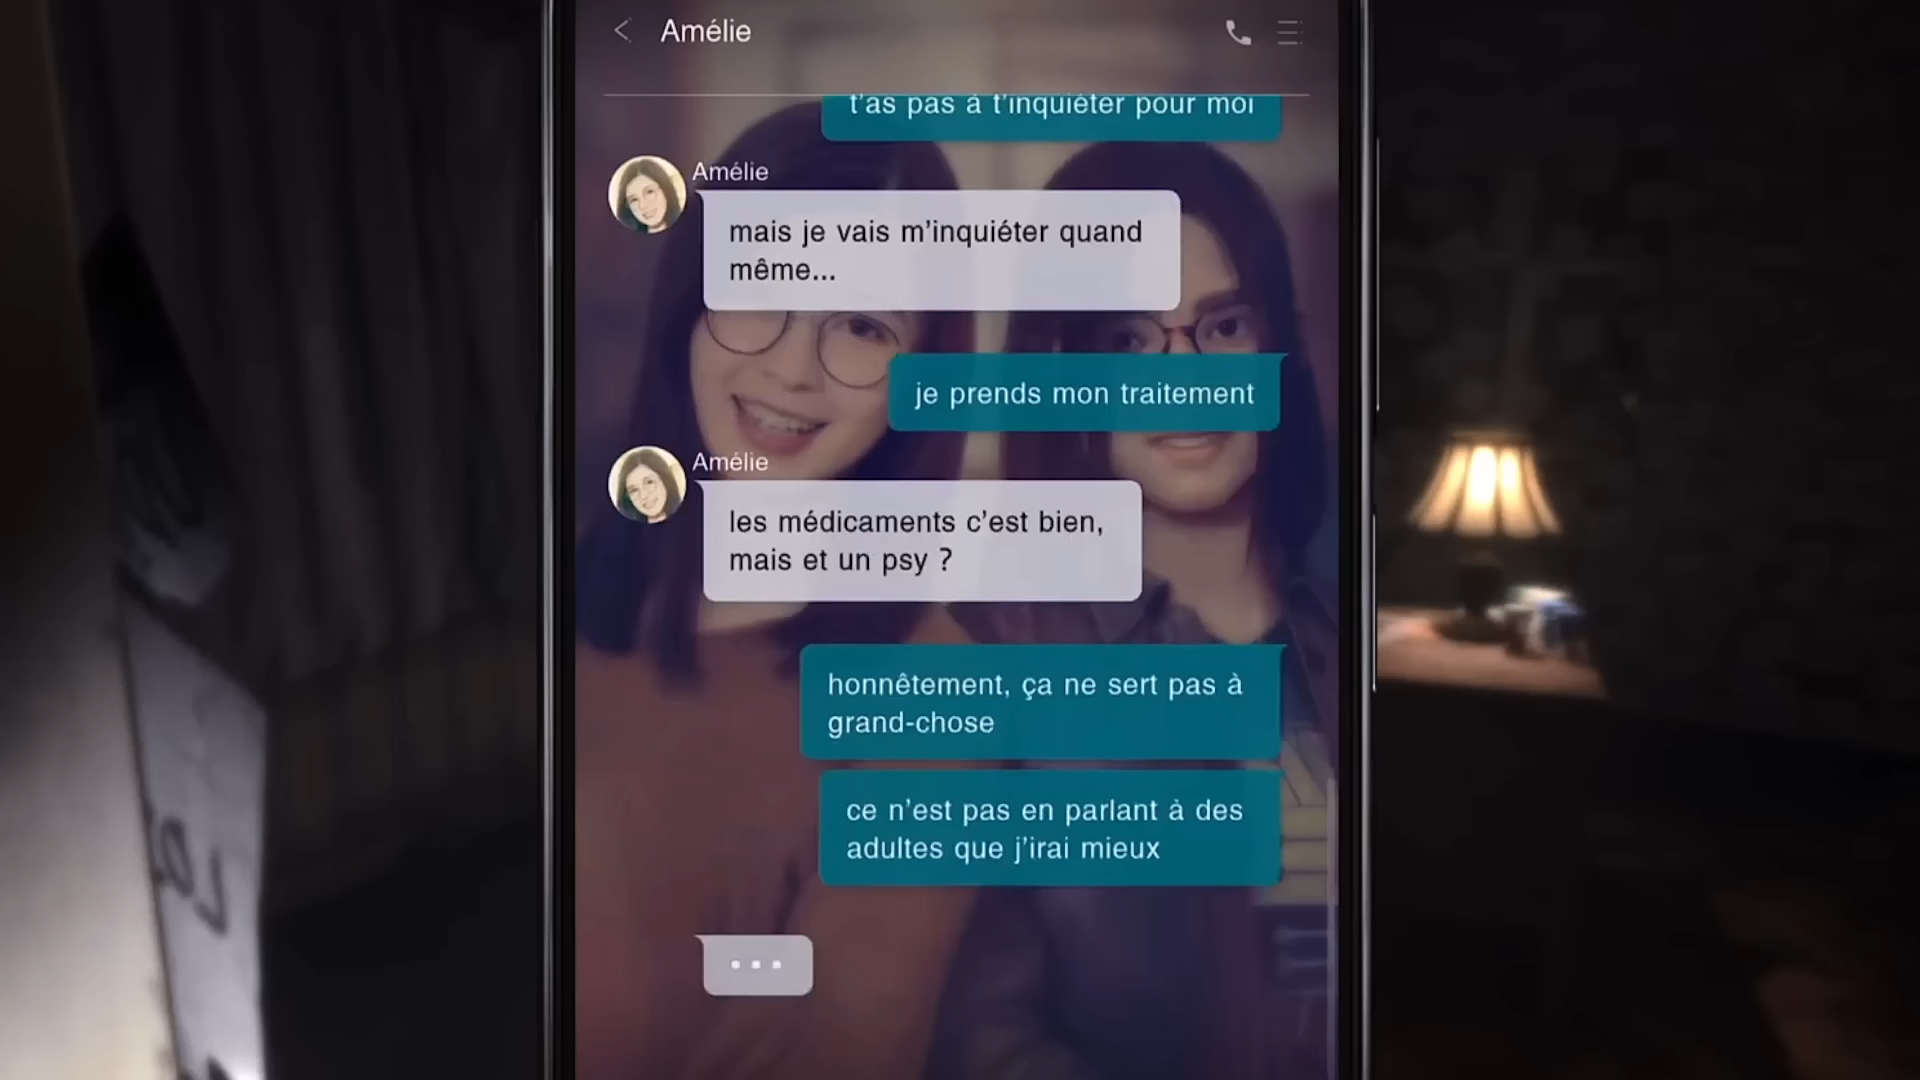 Amélie
t'as pas à t'inquiéter pour moi
Amélie
mais je vais m'inquiéter quand
même...
je prends mon traitement
Amélie
les médicaments c'est bien,
mais et un psy ?
honnêtement, ça ne sert pas à
grand-chose
ce n'est pas en parlant à des
adultes que j'irai mieux